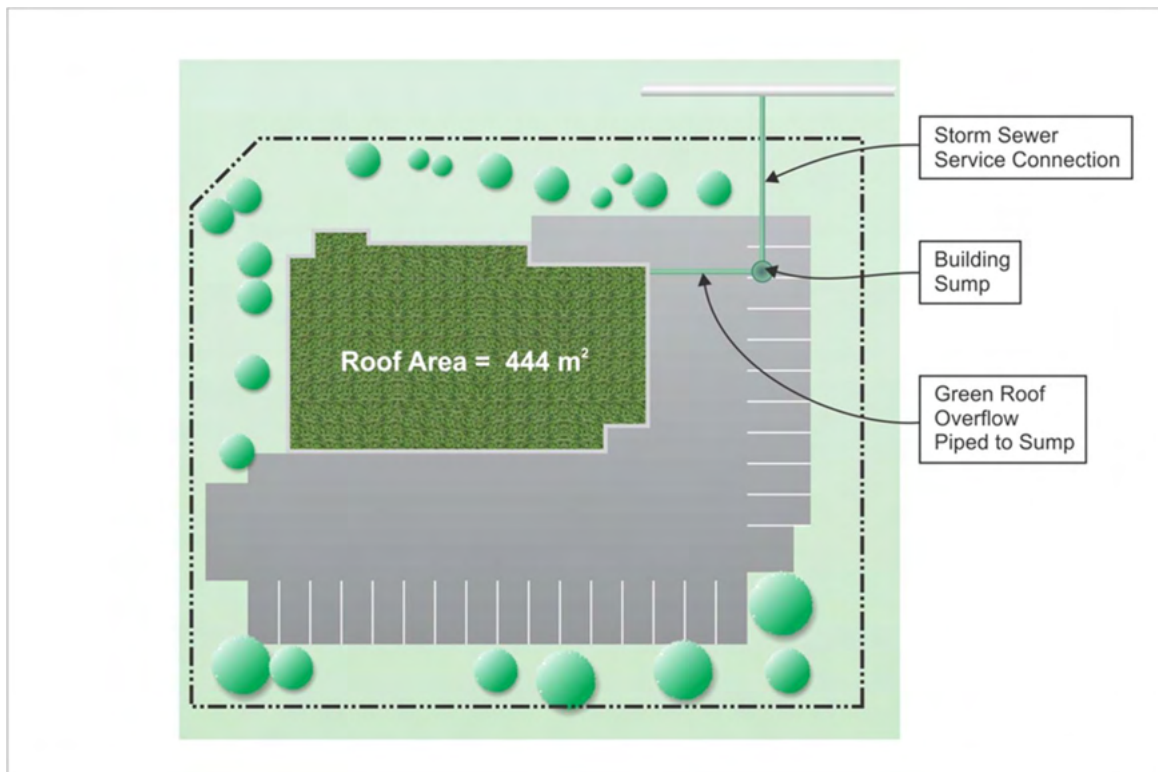 Storm Sewer
Service Connection
Building
Sump
Roof Area = 444 m²
Green Roof
Overflow
Piped to Sump